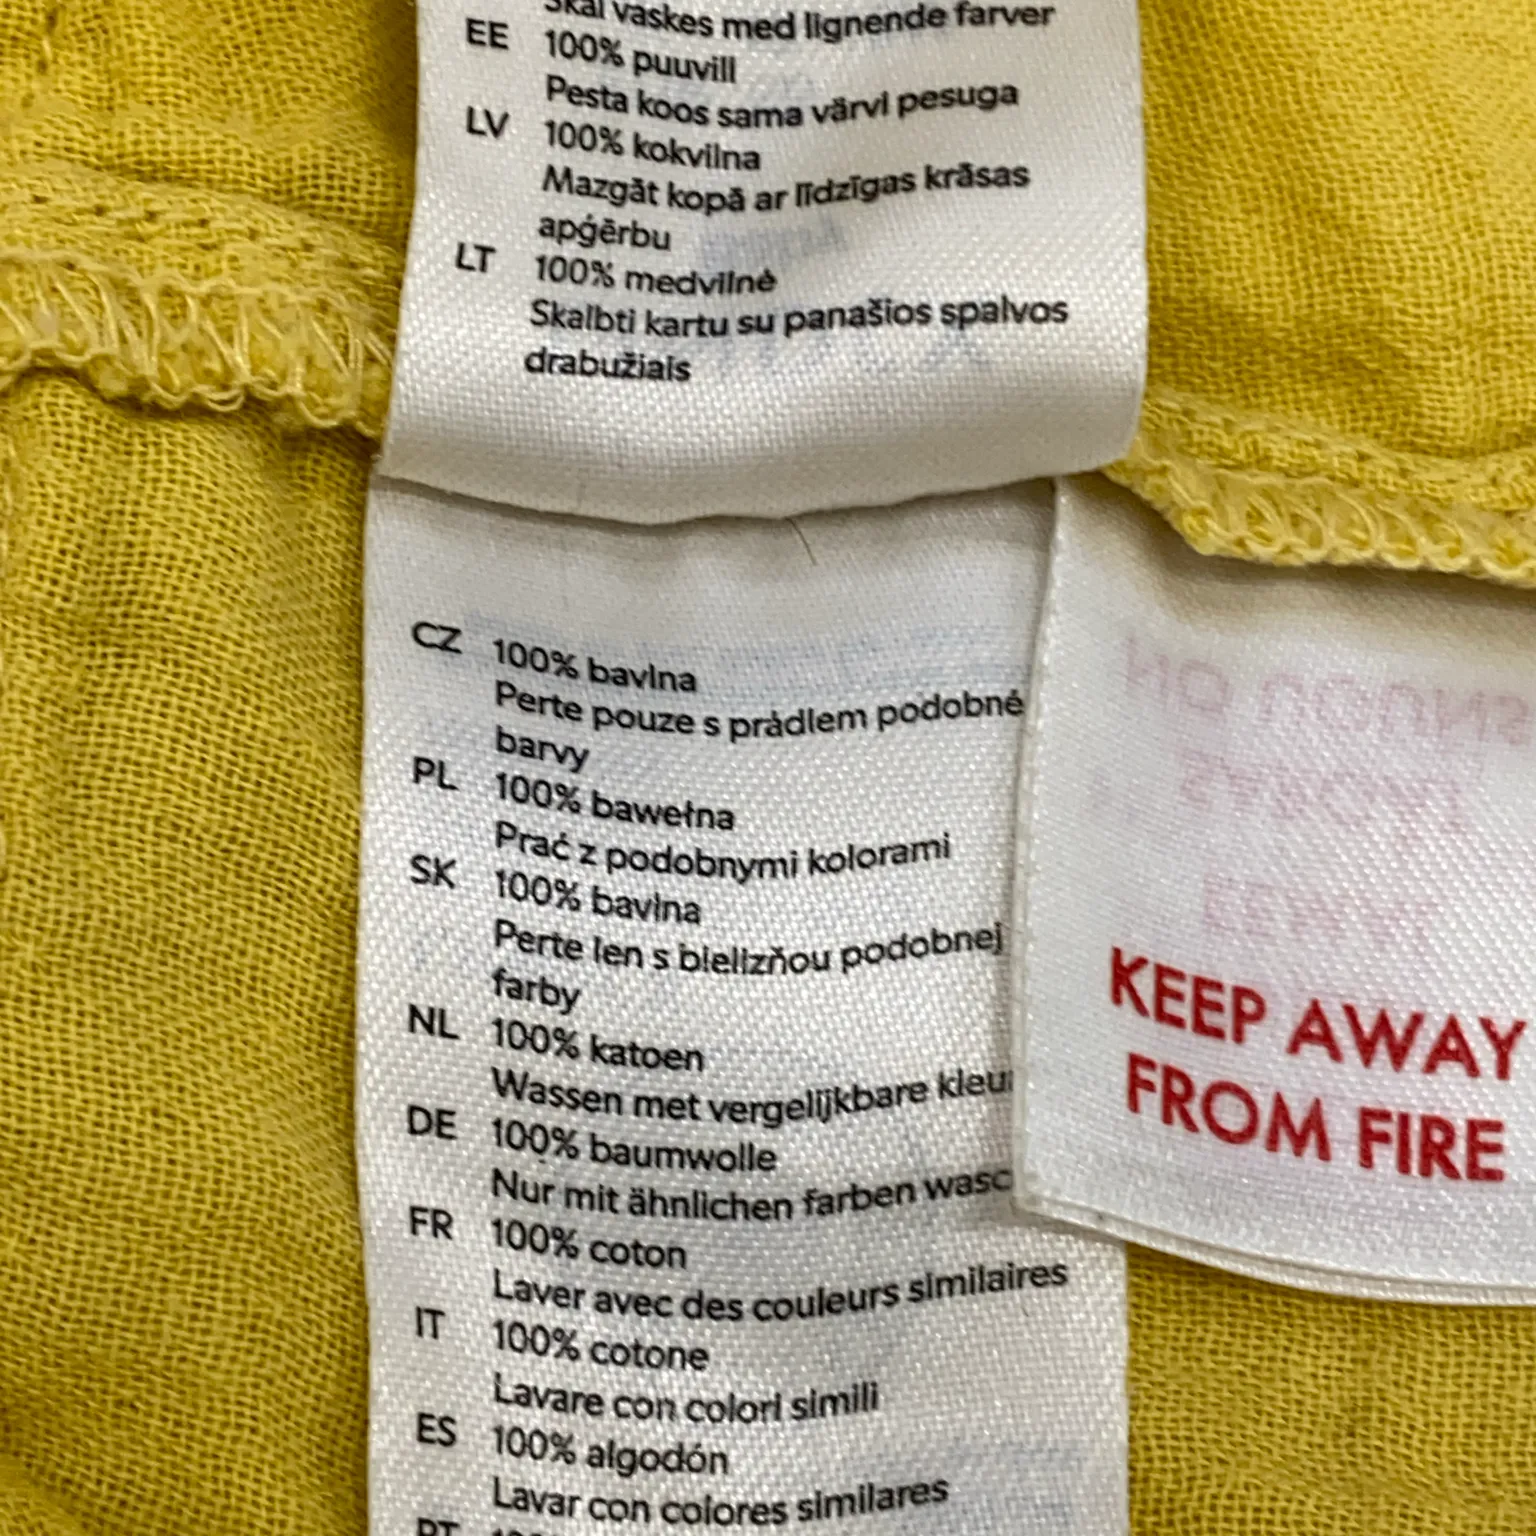 Skal vaskes med lignende farver
EE 100% puuvill
Pesta koos sama värvi pesuga
LV 100% kokvilna
Mazgāt kopā ar līdzīgas krāsas
apģērbu
LT 100% medvilnė
Skalbti kartu su panašios spalvos
drabužiais
CZ 100% bavlna
Perte pouze s prádlem podobné
barvy
PL 100% bawełna
Prać z podobnymi kolorami
SK 100% bavlna
Perte len s bielizňou podobnej
farby
NL 100% katoen
Wassen met vergelijkbare
DE 100% baumwolle
Nur mit ähnlichen farben
FR 100% coton
Laver avec des couleurs similaires
IT 100% cotone
Lavare con colori simili
ES 100% algodón
Lavar con colores similares
PT
KEEP AWAY
FROM FIRE